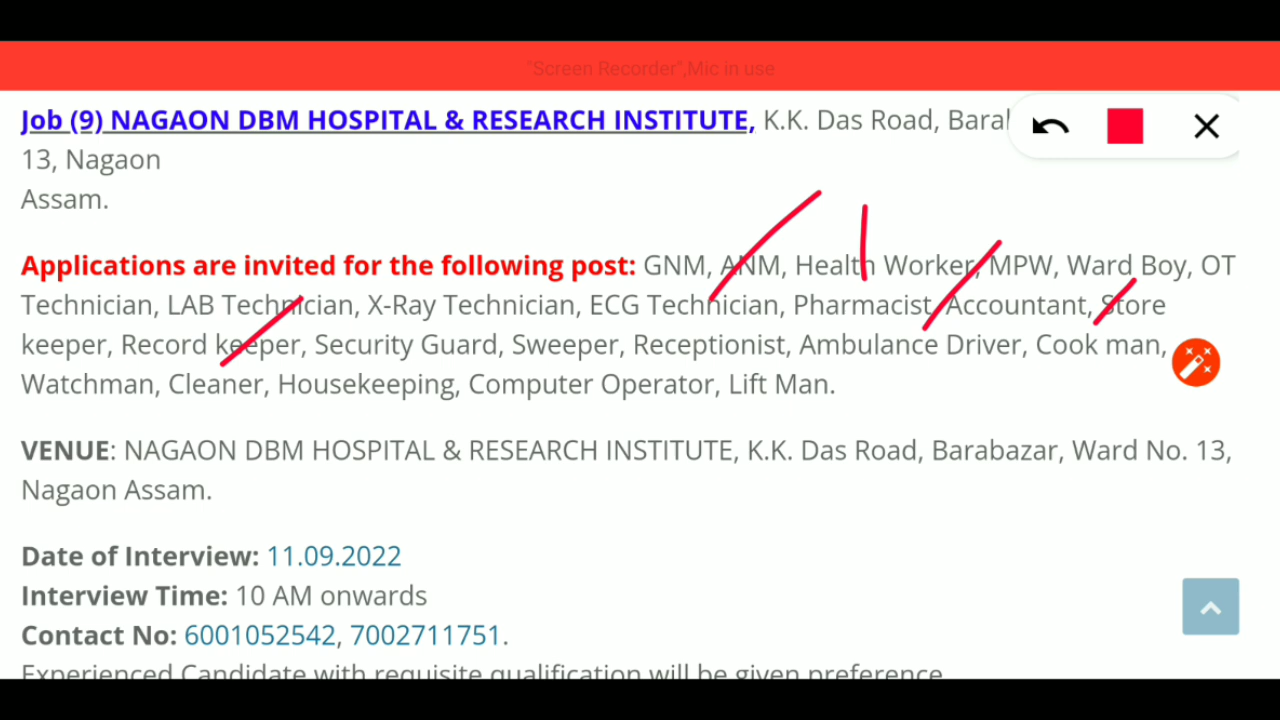 "Screen Recorder",Mic in use
Job (9) NAGAON DBM HOSPITAL & RESEARCH INSTITUTE, K.K. Das Road,
13, Nagaon
Assam.
Applications are invited for the following post: GNM, ANM, Health Worker, MPW, Ward Boy, OT
Technician, LAB Technician, X-Ray Technician, ECG Technician, Pharmacist, Accountant, Store
keeper, Record keeper, Security Guard, Sweeper, Receptionist, Ambulance Driver, Cook man,
Watchman, Cleaner, Housekeeping, Computer Operator, Lift Man.
VENUE: NAGAON DBM HOSPITAL & RESEARCH INSTITUTE, K.K. Das Road, Barabazar, Ward No. 13,
Nagaon Assam.
Date of Interview: 11.09.2022
Interview Time: 10 AM onwards
Contact No: 6001052542, 7002711751.
Experienced Candidate with requisite qualification will be given preference